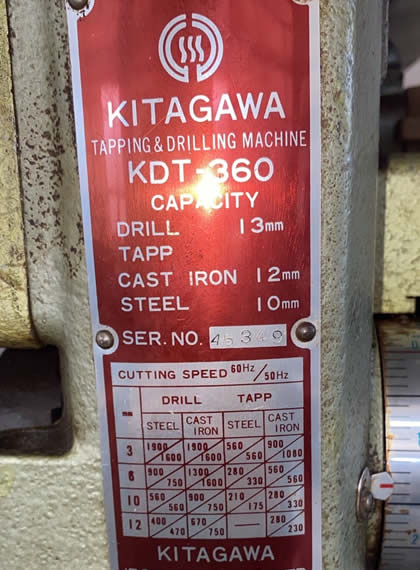 KITAGAWA
TAPPING & DRILLING MACHINE
KDT-360
CAPACITY
DRILL 13mm
TAPP
CAST IRON 12mm
STEEL 10mm
SER. NO.
CUTTING SPEED 60Hz/50Hz
mm DRILL TAPP
STEEL CAST IRON STEEL CAST IRON
3 1900/1600 1900/1600 560/560 900/1080
6 900/750 1300/1600 280/330 560/560
10 560/560 900/750 210/175 280/230
12 400/470 670/750 — 280/330
KITAGAWA